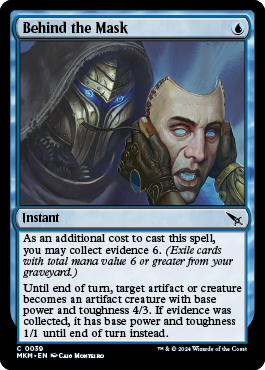 Behind the Mask
Instant
As an additional cost to cast this spell,
you may collect evidence 6. (Exile cards
with total mana value 6 or greater from your
graveyard.)
Until end of turn, target artifact or creature
becomes an artifact creature with base
power and toughness 4/3. If evidence was
collected, it has base power and toughness
1/1 until end of turn instead.
C 0039
MKM • EN Caio Monteiro
™ & © 2024 Wizards of the Coast